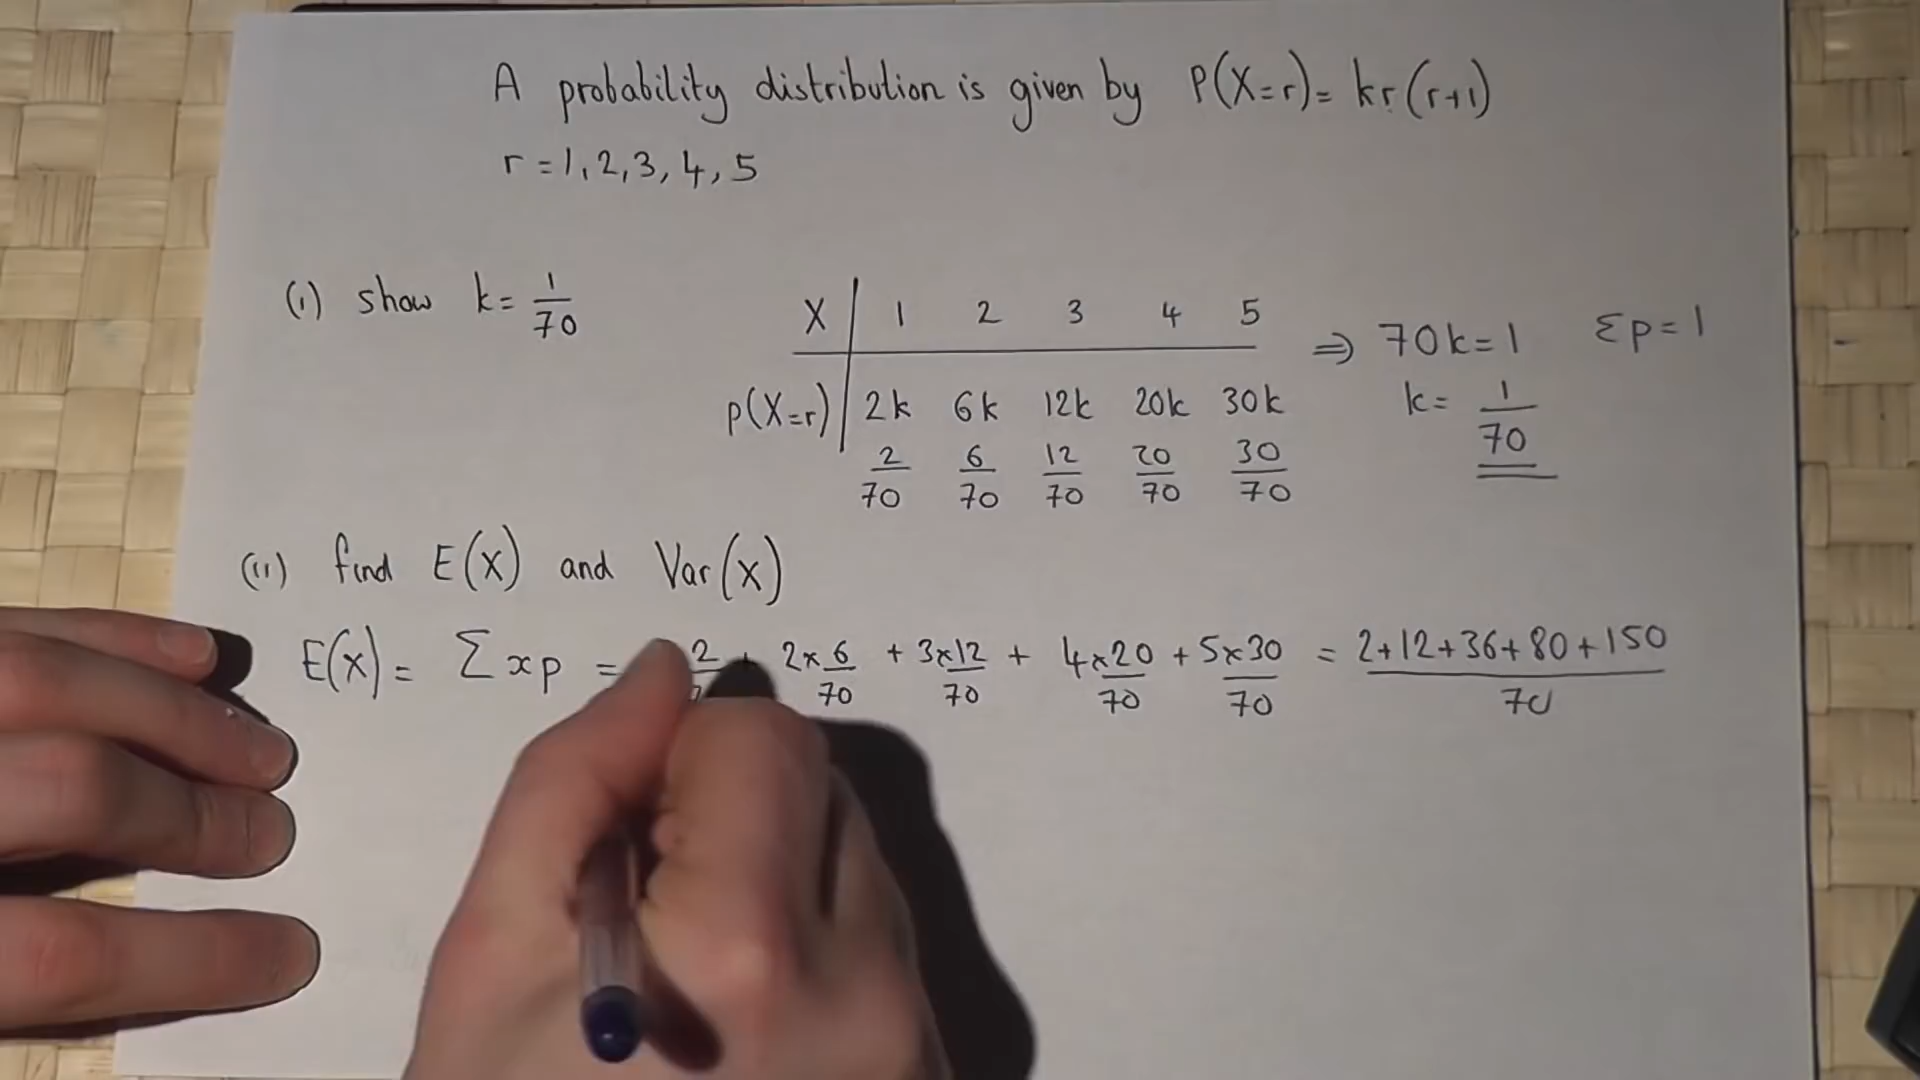 A probability distribution is given by P(X=r)= kr(r+1)
r = 1, 2, 3, 4, 5
(i) show k= 1/70
X | 1 2 3 4 5
P(X=r) | 2k 6k 12k 20k 30k
2/70 6/70 12/70 20/70 30/70
⇒ 70k=1 Σp=1
k= 1/70
(ii) find E(X) and Var(X)
E(X)= Σxp = 2 + 2×6/70 + 3×12/70 + 4×20/70 + 5×30/70 = 2+12+36+80+150/70